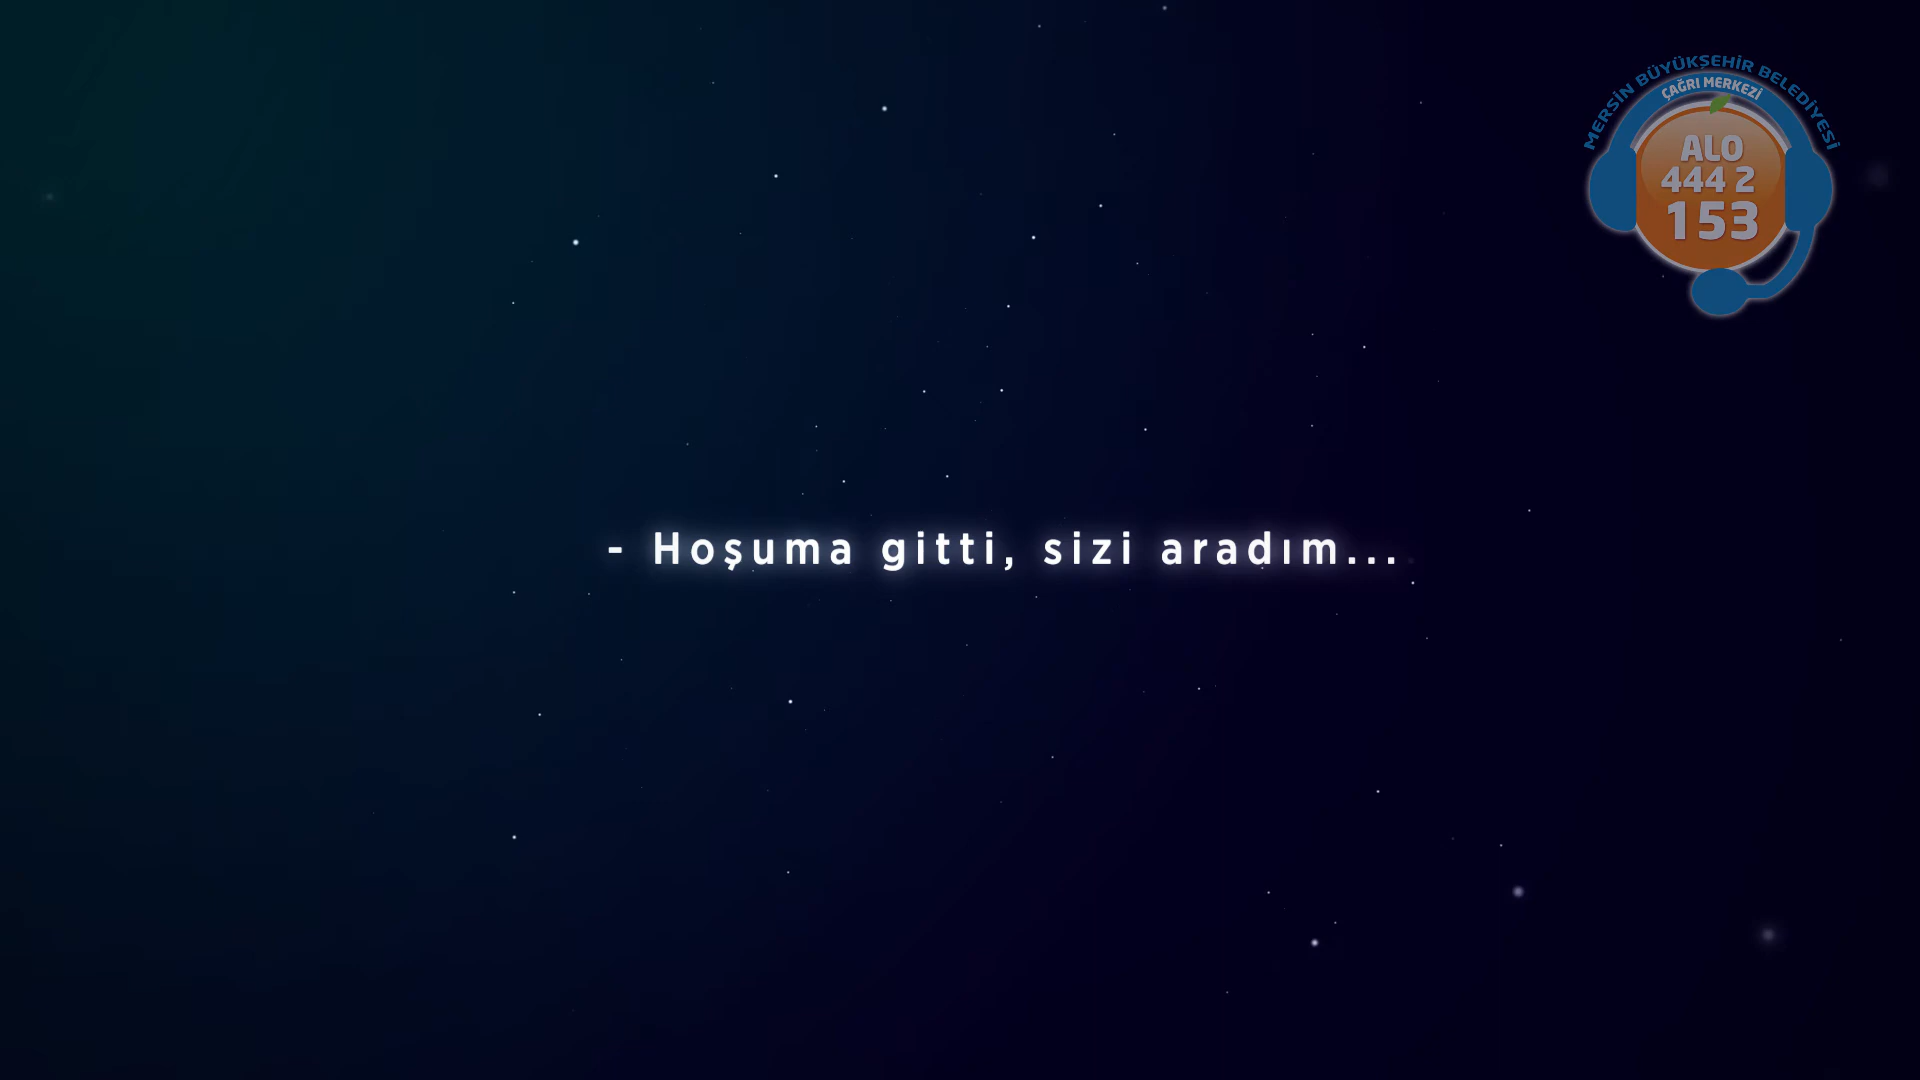 MERSİN BÜYÜKŞEHİR BELEDİYESİ
ÇAĞRI MERKEZİ
ALO
444 2
153
- Hoşuma gitti, sizi aradım...